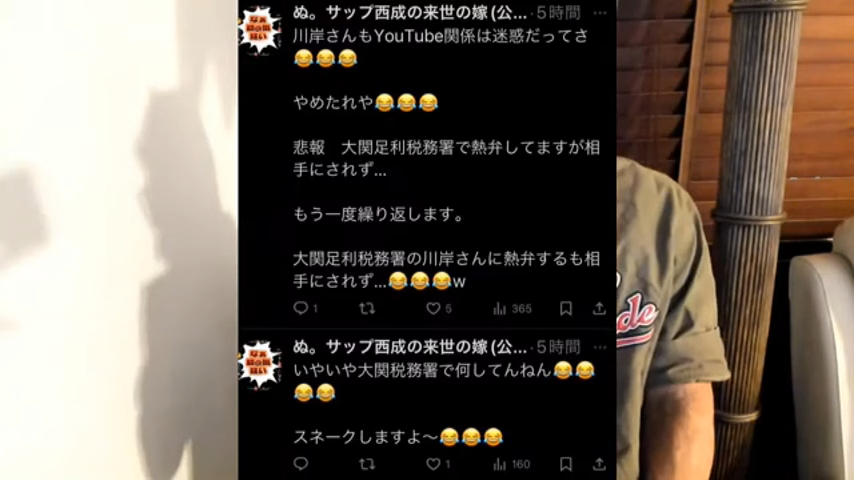 ぬ。サップ西成の来世の嫁(公... · 5時間
川岸さんもYouTube関係は迷惑だってさ
😂😂😂
やめたれや😂😂😂
悲報 大関足利税務署で熱弁してますが相
手にされず...
もう一度繰り返します。
大関足利税務署の川岸さんに熱弁するも相
手にされず...😂😂😂w
1 5 365
ぬ。サップ西成の来世の嫁(公... · 5時間
いやいや大関税務署で何してんねん😂😂
😂😂
スネークしますよ〜😂😂😂
1 160
de